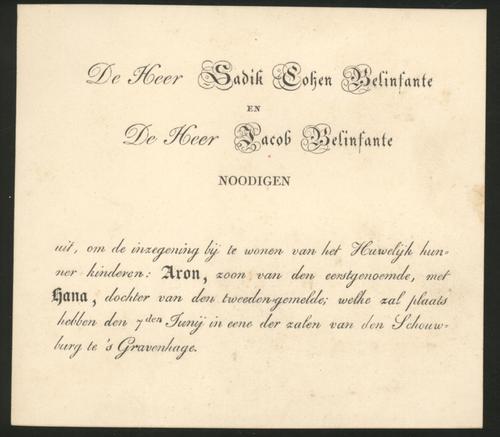 De Heer Sadik Cohen Belinfante
EN
De Heer Jacob Belinfante
NOODIGEN
uit, om de inzegening bij te wonen van het Huwelijk hun-
ner kinderen: Aron, zoon van den eerstgenoemde, met
Hana, dochter van den tweeden-gemelde; welke zal plaats
hebben den 7den Junij in eene der zalen van den Schouw-
burg te 's Gravenhage.